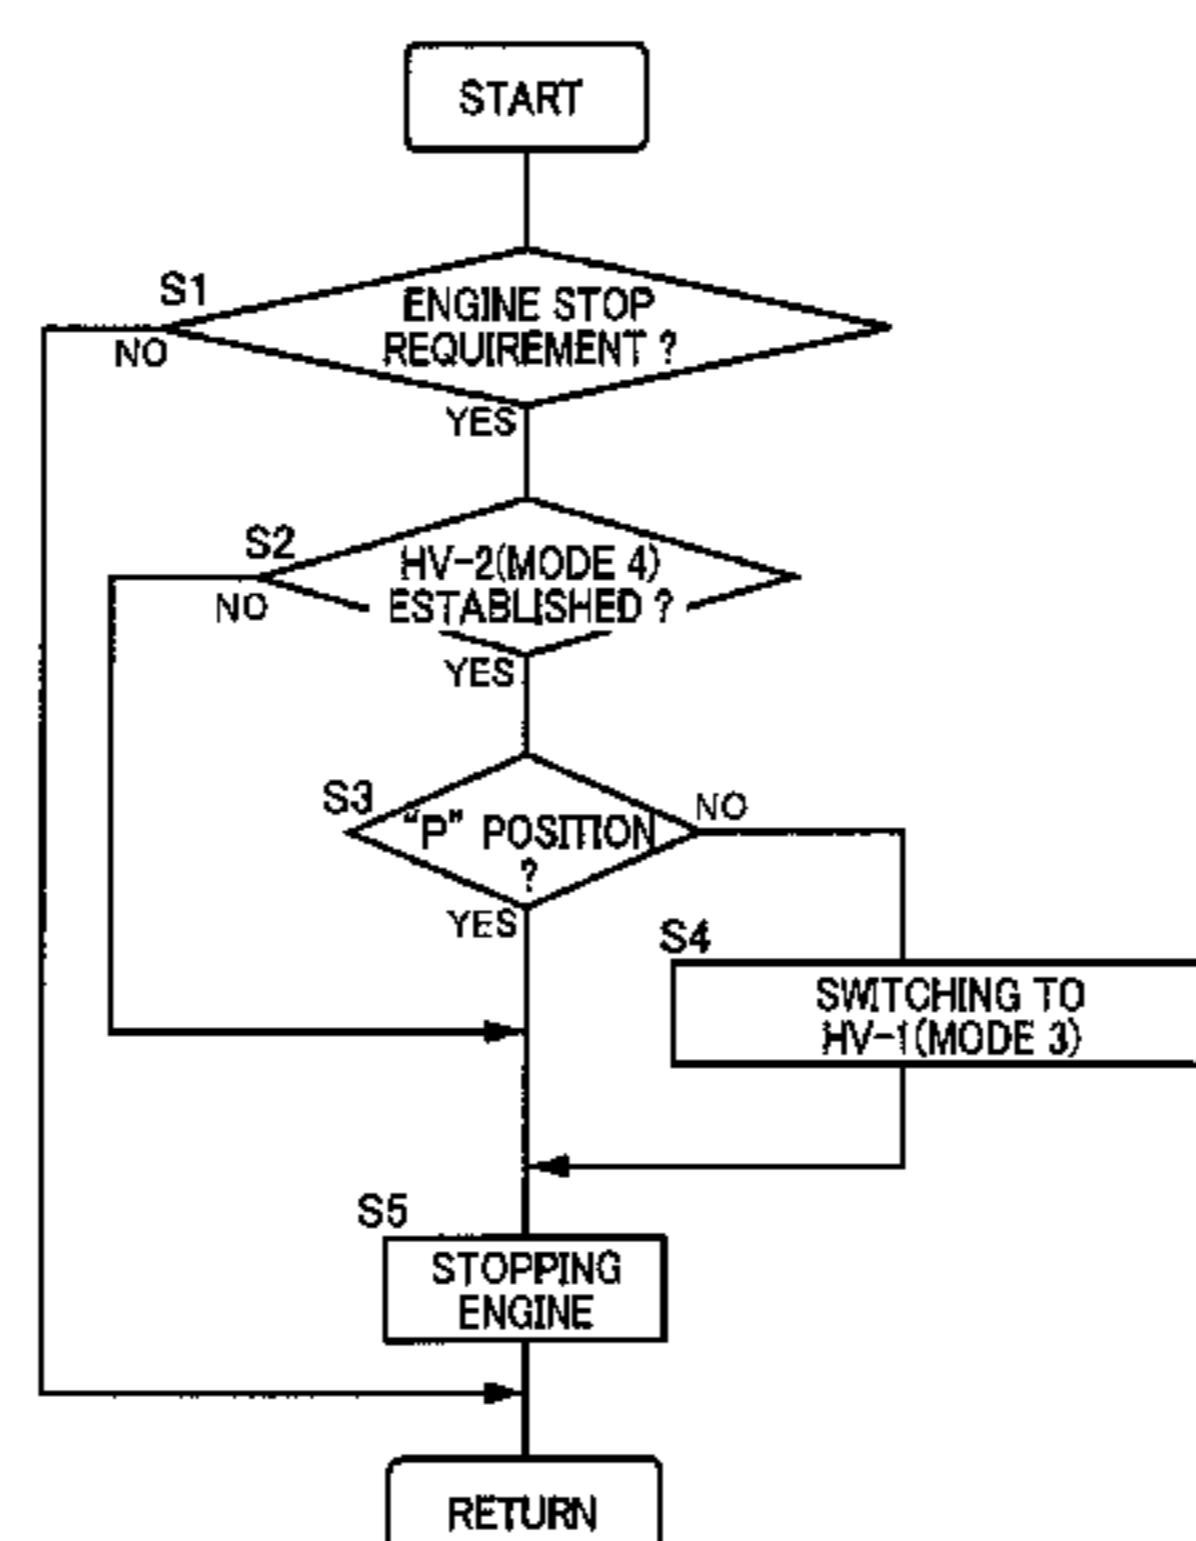 START
S1
ENGINE STOP
REQUIREMENT ?
NO
YES
S2
HV-2(MODE 4)
ESTABLISHED ?
NO
YES
S3
“P” POSITION
?
NO
YES
S4
SWITCHING TO
HV-1(MODE 3)
S5
STOPPING
ENGINE
RETURN